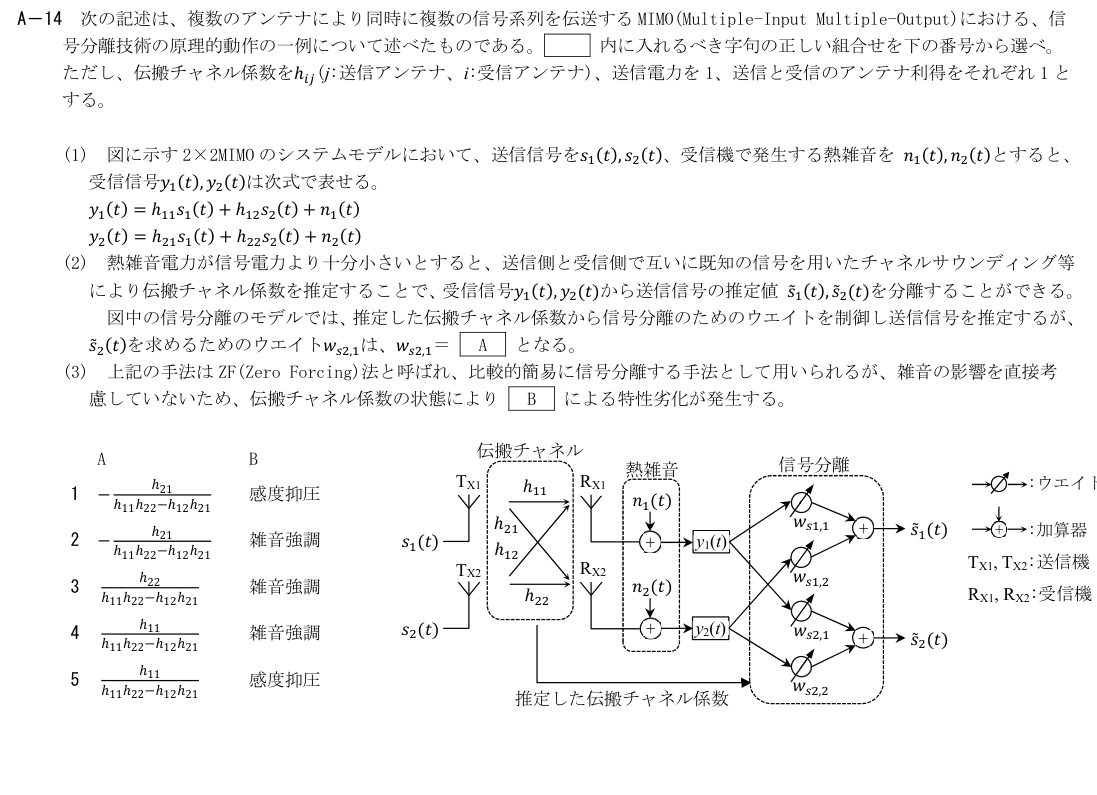 A－14　次の記述は、複数のアンテナにより同時に複数の信号系列を伝送する MIMO(Multiple-Input Multiple-Output)における、信
号分離技術の原理的動作の一例について述べたものである。□ 内に入れるべき字句の正しい組合せを下の番号から選べ。
ただし、伝搬チャネル係数をh_ij (j:送信アンテナ、i:受信アンテナ)、送信電力を 1、送信と受信のアンテナ利得をそれぞれ 1 と
する。
(1)　図に示す 2×2MIMO のシステムモデルにおいて、送信信号をs₁(t), s₂(t)、受信機で発生する熱雑音を n₁(t), n₂(t)とすると、
受信信号y₁(t), y₂(t)は次式で表せる。
y₁(t) = h₁₁s₁(t) + h₁₂s₂(t) + n₁(t)
y₂(t) = h₂₁s₁(t) + h₂₂s₂(t) + n₂(t)
(2)　熱雑音電力が信号電力より十分小さいとすると、送信側と受信側で互いに既知の信号を用いたチャネルサウンディング等
により伝搬チャネル係数を推定することで、受信信号y₁(t), y₂(t)から送信信号の推定値 s̃₁(t), s̃₂(t)を分離することができる。
図中の信号分離のモデルでは、推定した伝搬チャネル係数から信号分離のためのウエイトを制御し送信信号を推定するが、
s̃₂(t)を求めるためのウエイトw_s2,1は、w_s2,1＝ A となる。
(3)　上記の手法は ZF(Zero Forcing)法と呼ばれ、比較的簡易に信号分離する手法として用いられるが、雑音の影響を直接考
慮していないため、伝搬チャネル係数の状態により B による特性劣化が発生する。
A　B
1　−h₂₁/(h₁₁h₂₂−h₁₂h₂₁)　感度抑圧
2　−h₂₁/(h₁₁h₂₂−h₁₂h₂₁)　雑音強調
3　h₂₂/(h₁₁h₂₂−h₁₂h₂₁)　雑音強調
4　h₁₁/(h₁₁h₂₂−h₁₂h₂₁)　雑音強調
5　h₁₁/(h₁₁h₂₂−h₁₂h₂₁)　感度抑圧
伝搬チャネル
熱雑音
信号分離
T_X1
h₁₁
R_X1
n₁(t)
w_s1,1
h₂₁
h₁₂
s₁(t)
y₁(t)
s̃₁(t)
w_s1,2
T_X2
R_X2
h₂₂
n₂(t)
w_s2,1
s₂(t)
y₂(t)
s̃₂(t)
w_s2,2
推定した伝搬チャネル係数
:ウエイト
:加算器
T_X1, T_X2:送信機
R_X1, R_X2:受信機